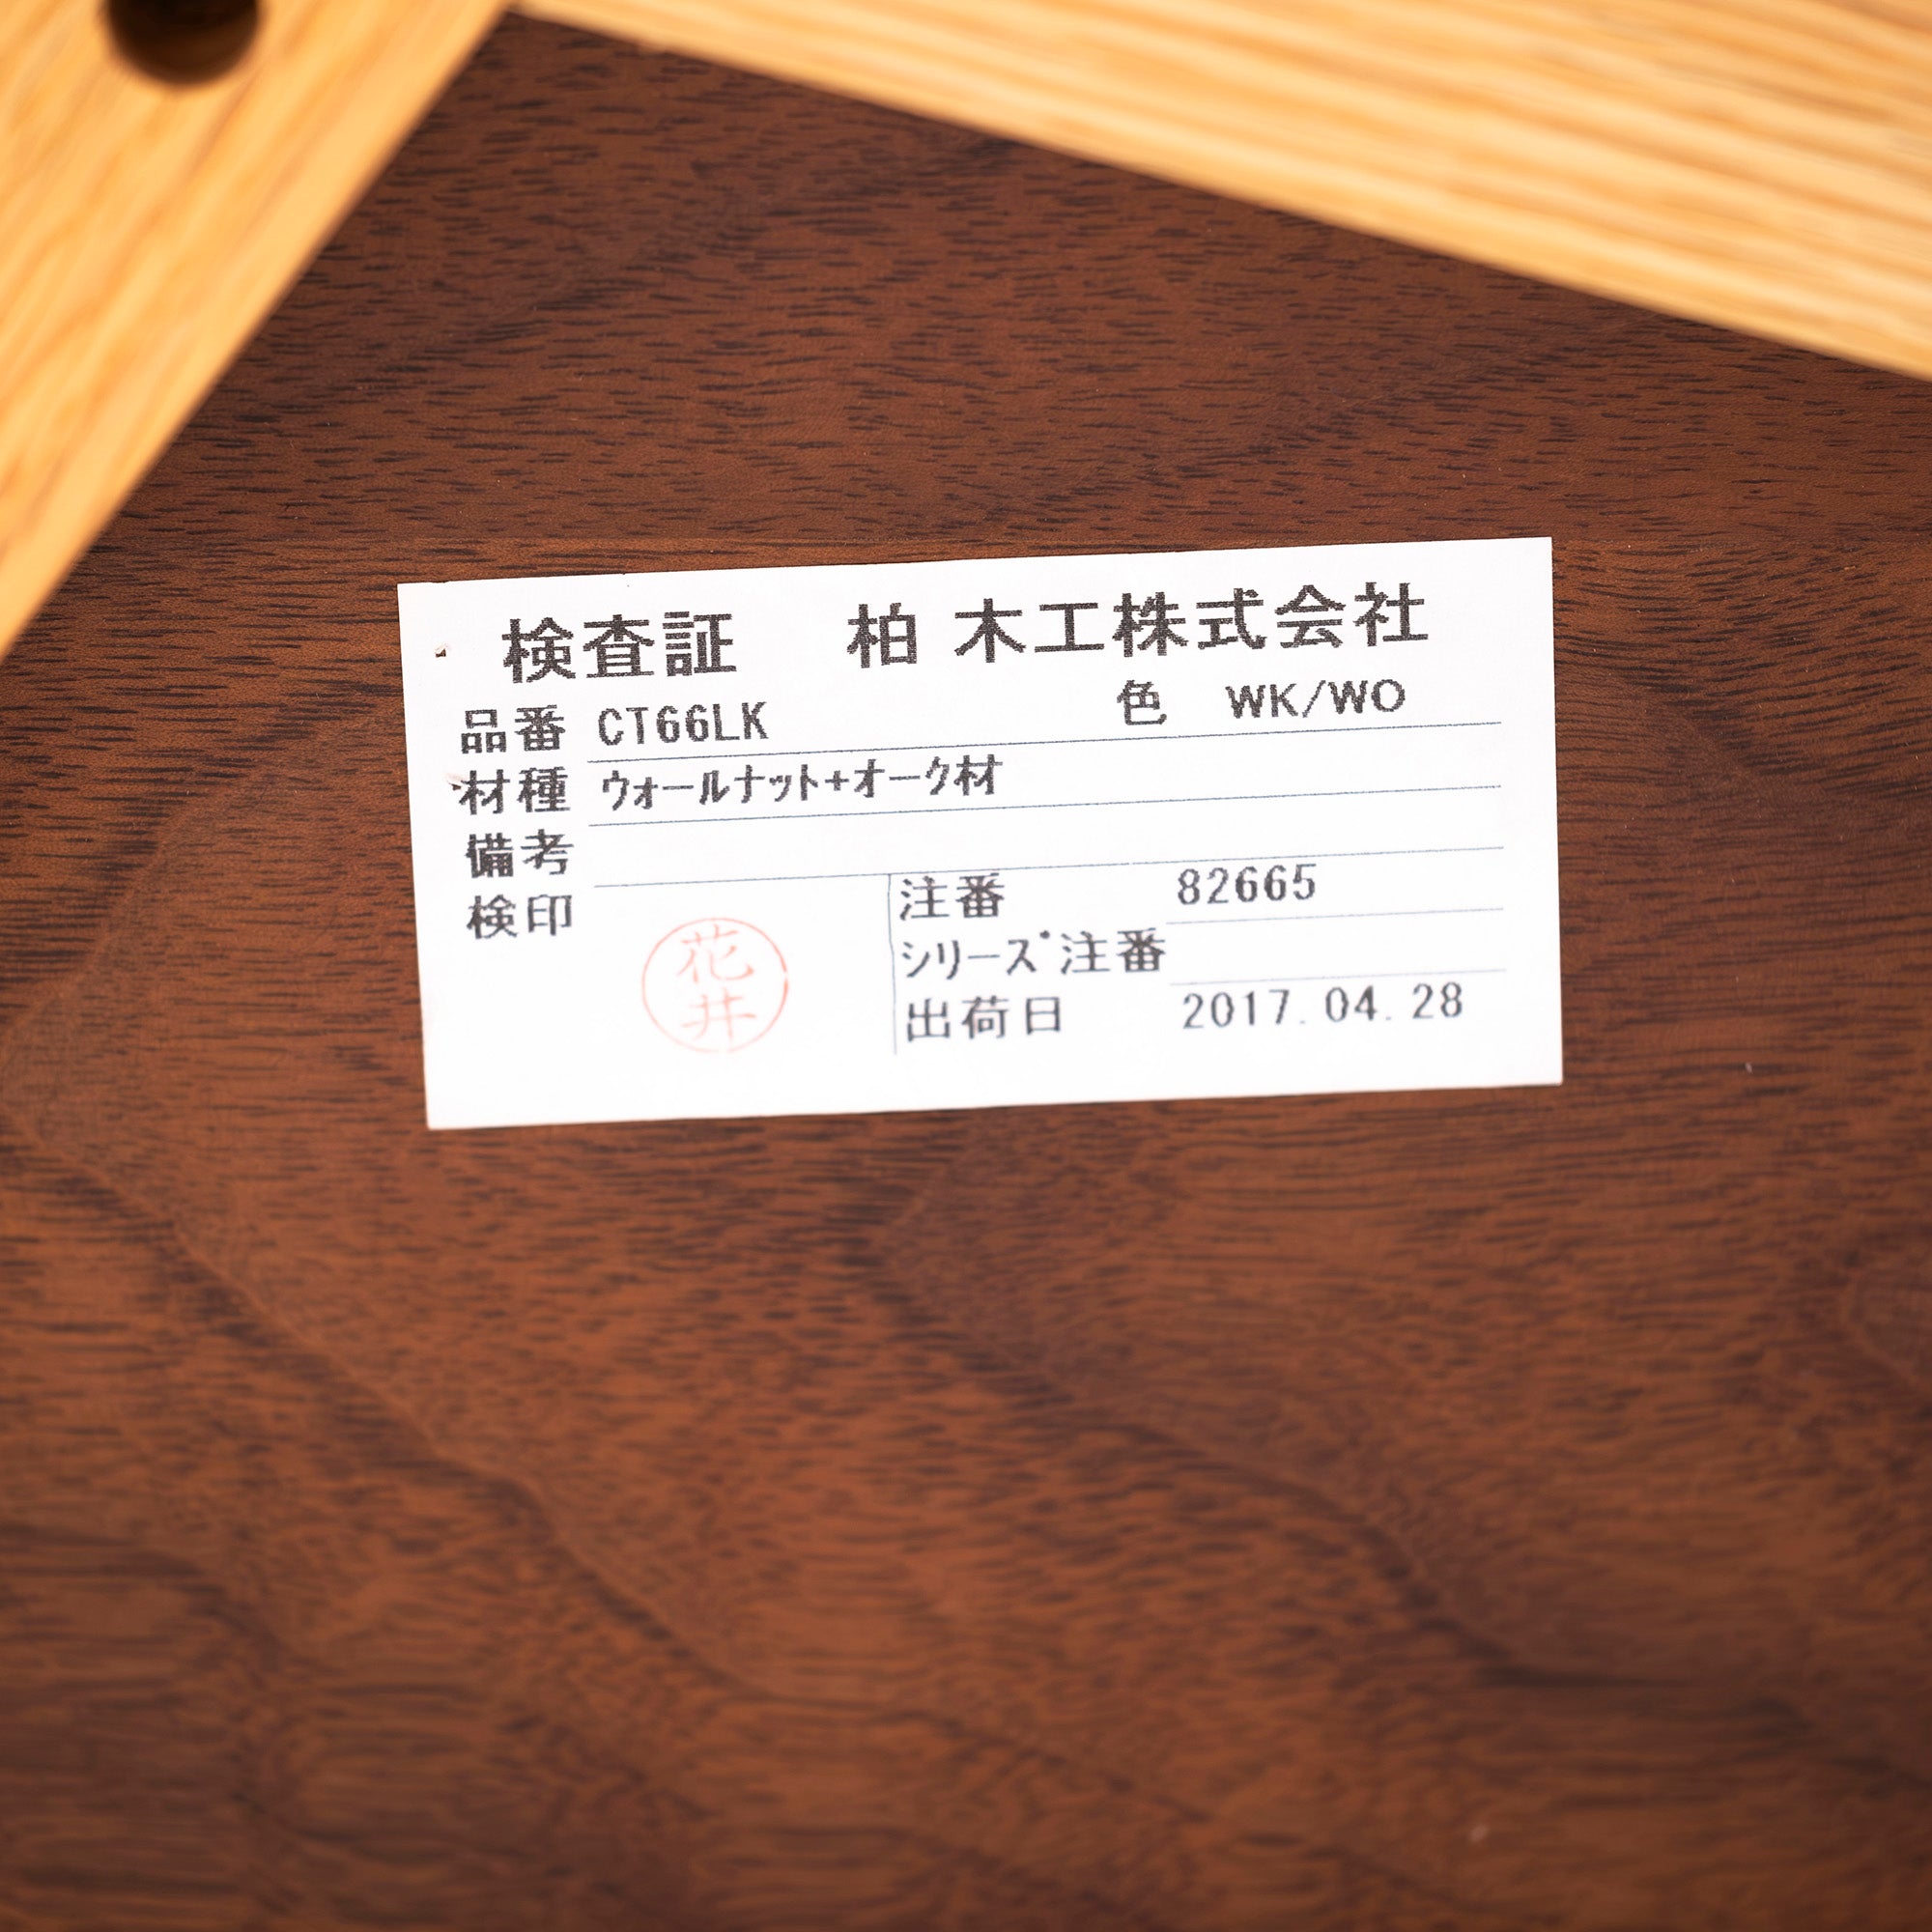 検査証 柏 木工株式会社
品番 CT66LK 色 WK/WO
材種 ウォールナット+オーク材
備考
検印 注番 82665
花井
シリーズ注番
出荷日 2017.04.28